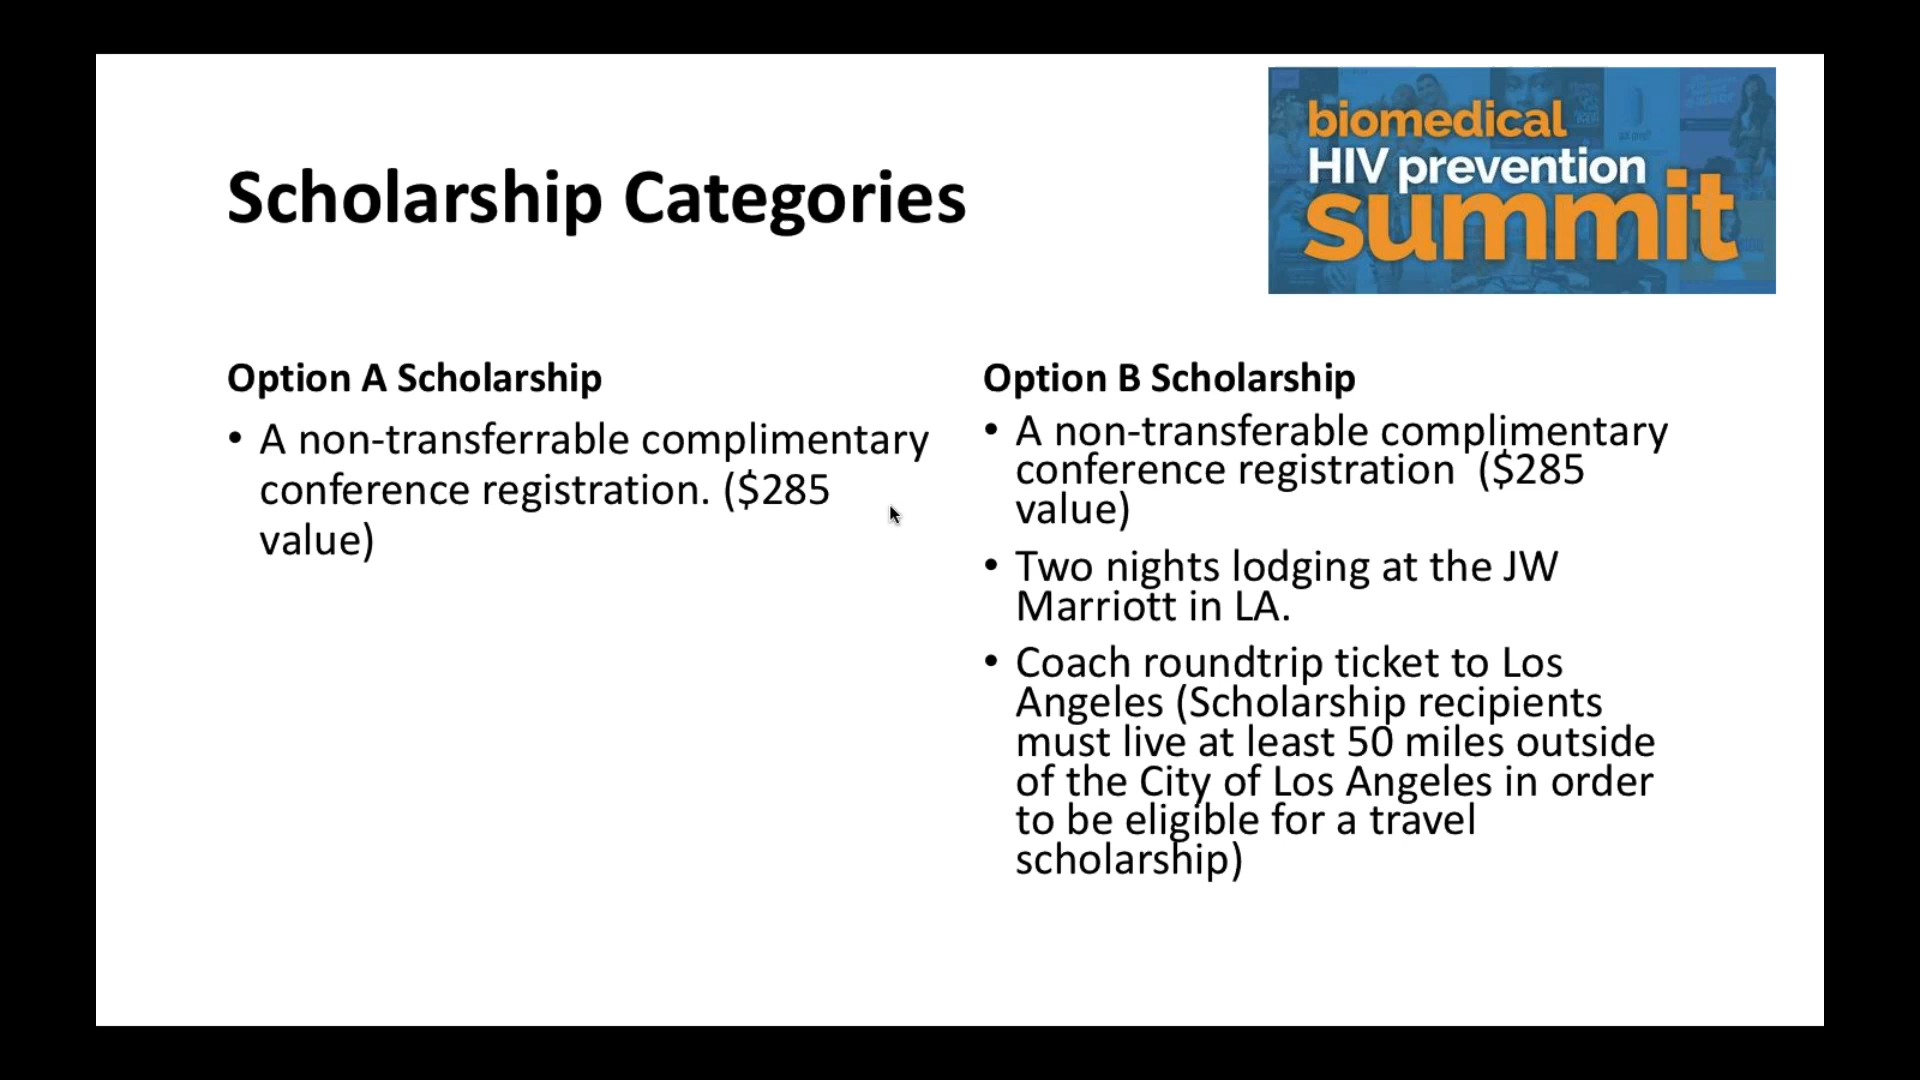 biomedical
HIV prevention
summit
Scholarship Categories
Option A Scholarship
• A non-transferrable complimentary
conference registration. ($285
value)
Option B Scholarship
• A non-transferable complimentary
conference registration  ($285
value)
• Two nights lodging at the JW
Marriott in LA.
• Coach roundtrip ticket to Los
Angeles (Scholarship recipients
must live at least 50 miles outside
of the City of Los Angeles in order
to be eligible for a travel
scholarship)